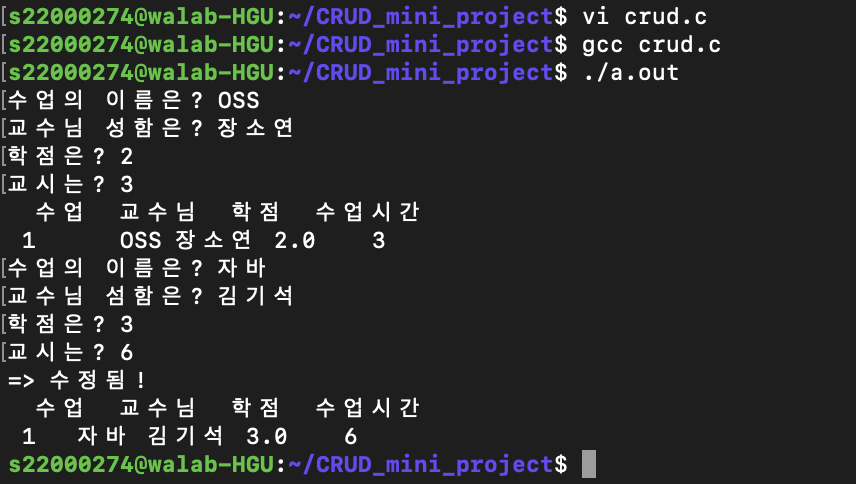 [s22000274@walab-HGU:~/CRUD_mini_project$ vi crud.c
[s22000274@walab-HGU:~/CRUD_mini_project$ gcc crud.c
[s22000274@walab-HGU:~/CRUD_mini_project$ ./a.out
[수업의 이름은? OSS
[교수님 성함은? 장소연
[학점은? 2
[교시는? 3
수업 교수님 학점 수업시간
1 OSS 장소연 2.0 3
[수업의 이름은? 자바
[교수님 섬함은? 김기석
[학점은? 3
[교시는? 6
=> 수정됨!
수업 교수님 학점 수업시간
1 자바 김기석 3.0 6
s22000274@walab-HGU:~/CRUD_mini_project$